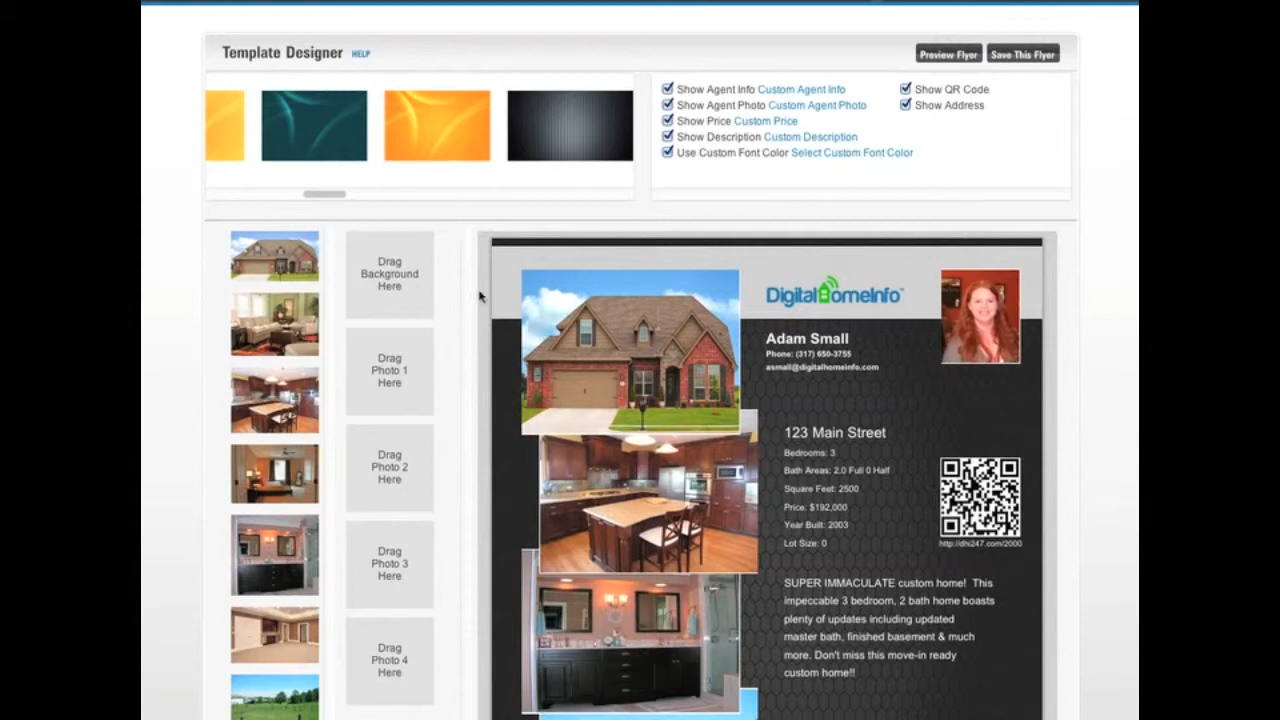 Template Designer HELP
Preview Flyer Save This Flyer
Show Agent Info Custom Agent Info
Show Agent Photo Custom Agent Photo
Show Price Custom Price
Show Description Custom Description
Use Custom Font Color Select Custom Font Color
Show QR Code
Show Address
Drag
Background
Here
Drag
Photo 1
Here
Drag
Photo 2
Here
Drag
Photo 3
Here
Drag
Photo 4
Here
DigitalHomeInfo
Adam Small
Phone: (317) 650-3755
asmall@digitalhomeinfo.com
123 Main Street
Bedrooms: 3
Bath Areas: 2.0 Full 0 Half
Square Feet: 2500
Price: $192,000
Year Built: 2003
Lot Size: 0
http://dhi247.com/2000
SUPER IMMACULATE custom home! This
impeccable 3 bedroom, 2 bath home boasts
plenty of updates including updated
master bath, finished basement & much
more. Don't miss this move-in ready
custom home!!